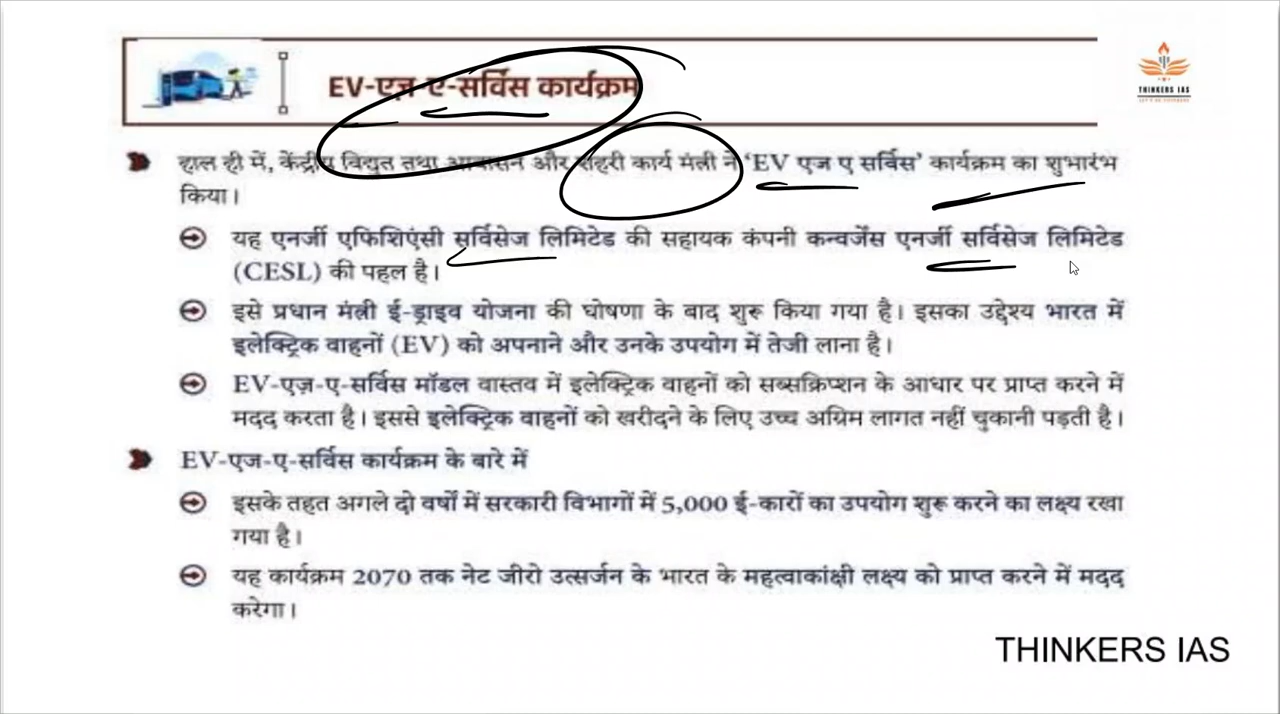 EV-एज़-ए-सर्विस कार्यक्रम
THINKERS IAS
हाल ही में, केंद्रीय विद्युत तथा आवासन और शहरी कार्य मंत्री ने ‘EV एज ए सर्विस’ कार्यक्रम का शुभारंभ
किया।
यह एनर्जी एफिशिएंसी सर्विसेज लिमिटेड की सहायक कंपनी कन्वर्जेंस एनर्जी सर्विसेज लिमिटेड
(CESL) की पहल है।
इसे प्रधान मंत्री ई-ड्राइव योजना की घोषणा के बाद शुरू किया गया है। इसका उद्देश्य भारत में
इलेक्ट्रिक वाहनों (EV) को अपनाने और उनके उपयोग में तेजी लाना है।
EV-एज़-ए-सर्विस मॉडल वास्तव में इलेक्ट्रिक वाहनों को सब्सक्रिप्शन के आधार पर प्राप्त करने में
मदद करता है। इससे इलेक्ट्रिक वाहनों को खरीदने के लिए उच्च अग्रिम लागत नहीं चुकानी पड़ती है।
EV-एज-ए-सर्विस कार्यक्रम के बारे में
इसके तहत अगले दो वर्षों में सरकारी विभागों में 5,000 ई-कारों का उपयोग शुरू करने का लक्ष्य रखा
गया है।
यह कार्यक्रम 2070 तक नेट जीरो उत्सर्जन के भारत के महत्वाकांक्षी लक्ष्य को प्राप्त करने में मदद
करेगा।
THINKERS IAS